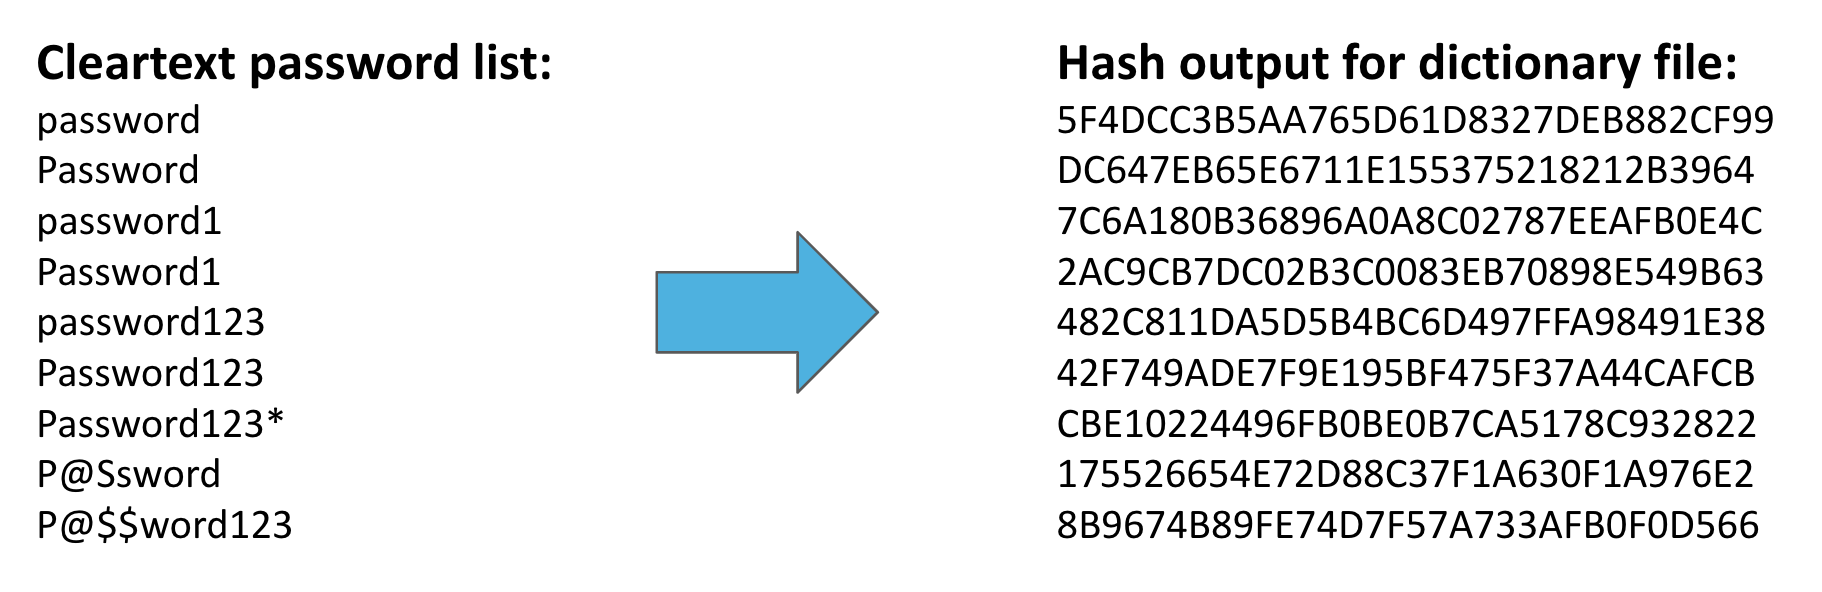 Cleartext password list:
password
Password
password1
Password1
password123
Password123
Password123*
P@Ssword
P@$$word123
Hash output for dictionary file:
5F4DCC3B5AA765D61D8327DEB882CF99
DC647EB65E6711E155375218212B3964
7C6A180B36896A0A8C02787EEAFB0E4C
2AC9CB7DC02B3C0083EB70898E549B63
482C811DA5D5B4BC6D497FFA98491E38
42F749ADE7F9E195BF475F37A44CAFCB
CBE10224496FB0BE0B7CA5178C932822
175526654E72D88C37F1A630F1A976E2
8B9674B89FE74D7F57A733AFB0F0D566